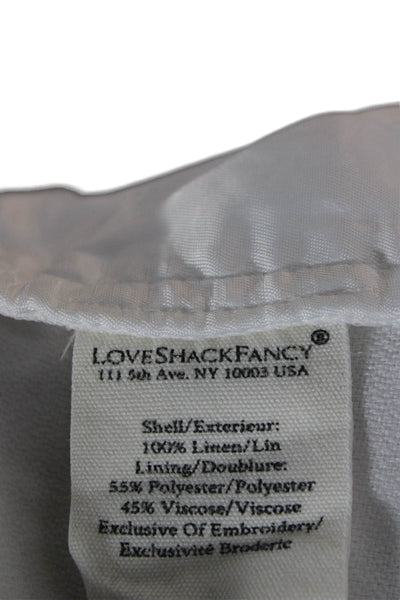 LOVESHACKFANCY®
111 5th Ave. NY 10003 USA
Shell/Exterieur:
100% Linen/Lin
Lining/Doublure:
55% Polyester/Polyester
45% Viscose/Viscose
Exclusive Of Embroidery/
Exclusivité Broderie